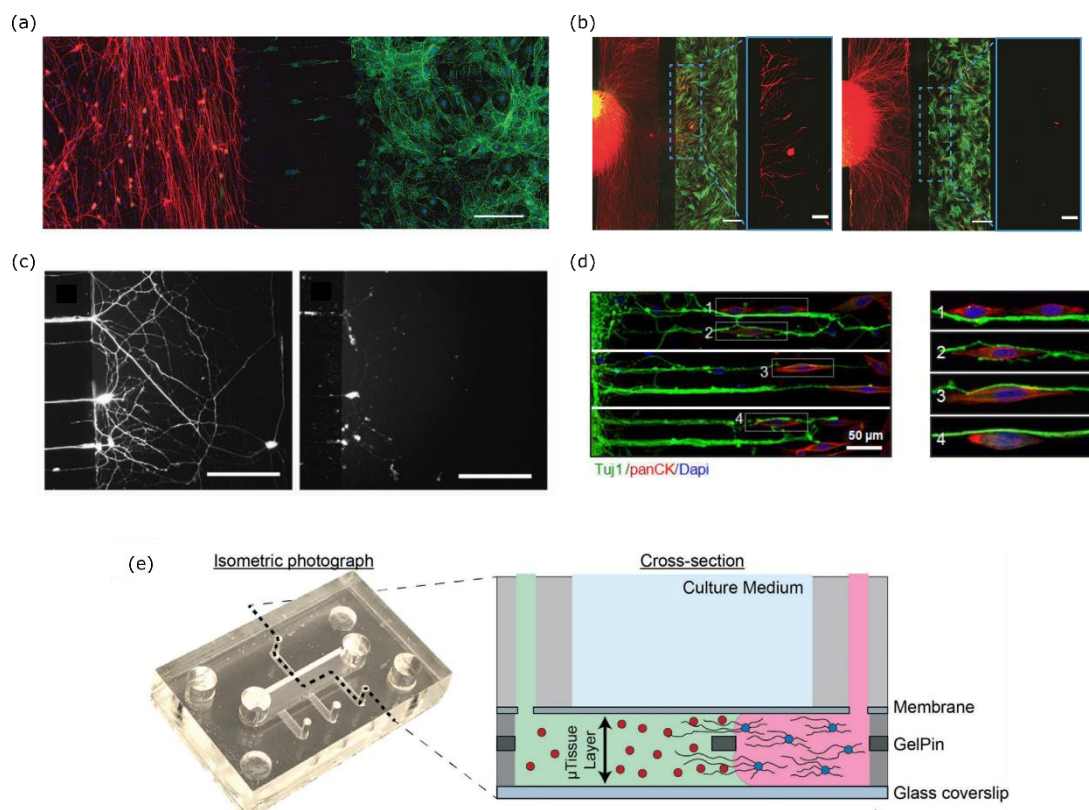 (a)
(b)
(c)
(d)
1
2
3
4
50 µm
Tuj1/panCK/Dapi
1
2
3
4
(e)
Isometric photograph
Cross-section
Culture Medium
Membrane
µTissue
Layer
GelPin
Glass coverslip